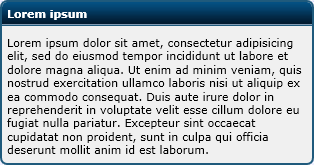 Lorem ipsum
Lorem ipsum dolor sit amet, consectetur adipisicing
elit, sed do eiusmod tempor incididunt ut labore et
dolore magna aliqua. Ut enim ad minim veniam, quis
nostrud exercitation ullamco laboris nisi ut aliquip ex
ea commodo consequat. Duis aute irure dolor in
reprehenderit in voluptate velit esse cillum dolore eu
fugiat nulla pariatur. Excepteur sint occaecat
cupidatat non proident, sunt in culpa qui officia
deserunt mollit anim id est laborum.